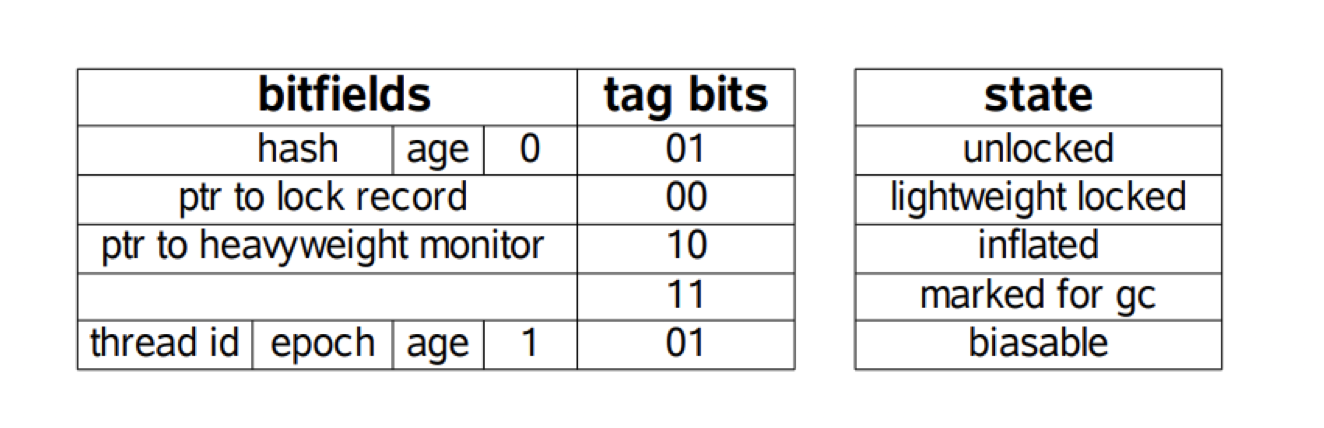 bitfields tag bits state
hash age 0 01 unlocked
ptr to lock record 00 lightweight locked
ptr to heavyweight monitor 10 inflated
11 marked for gc
thread id epoch age 1 01 biasable